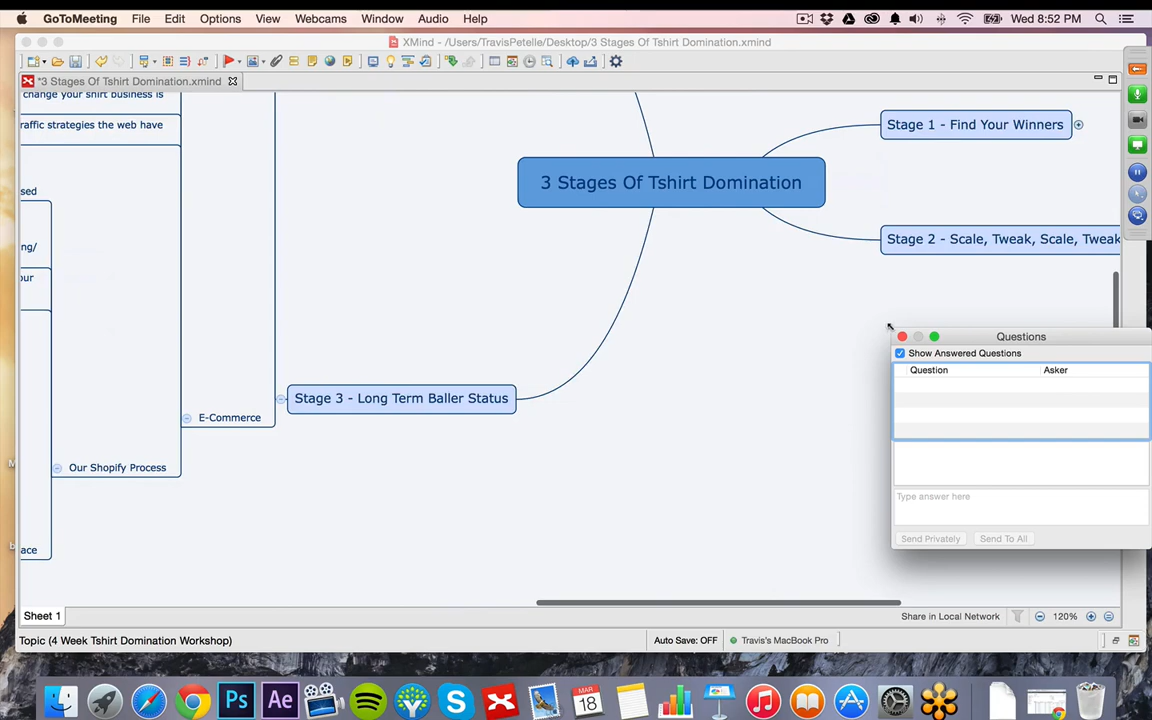 GoToMeeting File Edit Options View Webcams Window Audio Help Wed 8:52 PM
XMind - /Users/TravisPetelle/Desktop/3 Stages Of Tshirt Domination.xmind
*3 Stages Of Tshirt Domination.xmind
change your shirt business is
raffic strategies the web have
Stage 1 - Find Your Winners
3 Stages Of Tshirt Domination
sed
Stage 2 - Scale, Tweak, Scale, Tweak
ng/
our
Questions
Show Answered Questions
Question Asker
Stage 3 - Long Term Baller Status
E-Commerce
Our Shopify Process
Type answer here
Send Privately Send To All
ace
Sheet 1
Share in Local Network 120%
Topic (4 Week Tshirt Domination Workshop) Auto Save: OFF Travis's MacBook Pro
Ps Ae MAR
18